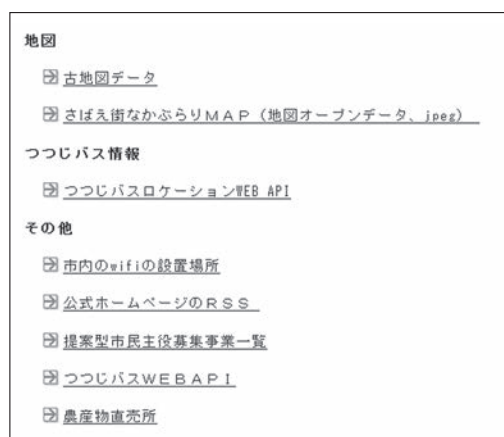 地図
古地図データ
さばえ街なかぶらりMAP（地図オープンデータ、jpeg）
つつじバス情報
つつじバスロケーションWEB API
その他
市内のwifiの設置場所
公式ホームページのRSS
提案型市民主役募集事業一覧
つつじバスWEBAPI
農産物直売所